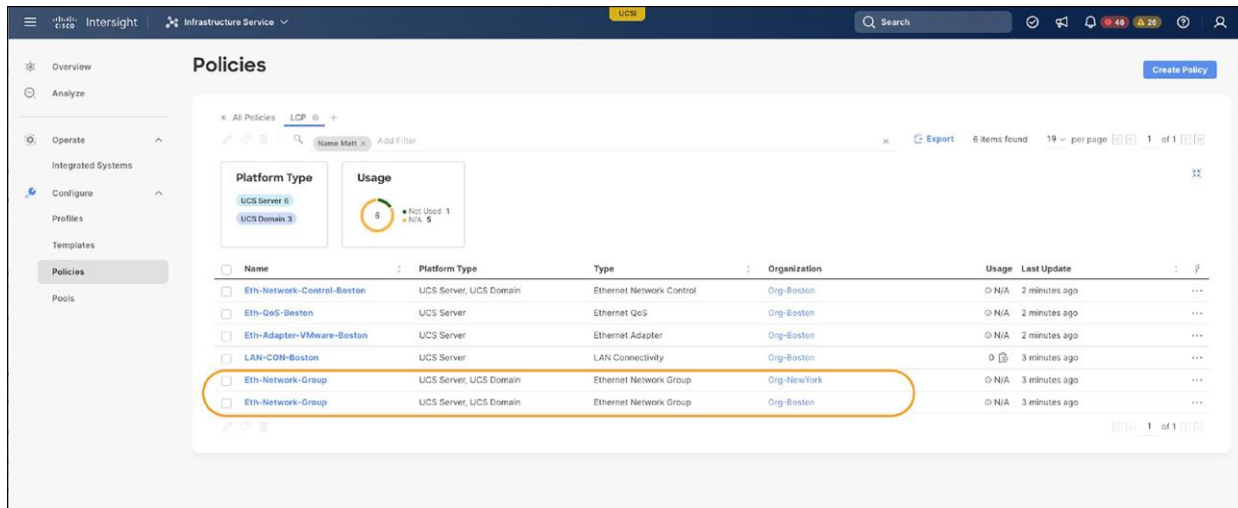 UCSI
cisco Intersight Infrastructure Service Search 46 26
Overview
Analyze
Operate
Integrated Systems
Configure
Profiles
Templates
Policies
Pools
Policies
Create Policy
All Policies LCP +
Name Matt × Add Filter × Export 6 items found 19 per page 1 of 1
Platform Type
UCS Server 6
UCS Domain 3
Usage
6
Not Used 1
N/A 5
Name Platform Type Type Organization Usage Last Update
Eth-Network-Control-Boston UCS Server, UCS Domain Ethernet Network Control Org-Boston N/A 2 minutes ago ...
Eth-QoS-Boston UCS Server Ethernet QoS Org-Boston N/A 2 minutes ago ...
Eth-Adapter-VMware-Boston UCS Server Ethernet Adapter Org-Boston N/A 2 minutes ago ...
LAN-CON-Boston UCS Server LAN Connectivity Org-Boston 0 3 minutes ago ...
Eth-Network-Group UCS Server, UCS Domain Ethernet Network Group Org-NewYork N/A 3 minutes ago ...
Eth-Network-Group UCS Server, UCS Domain Ethernet Network Group Org-Boston N/A 3 minutes ago ...
1 of 1